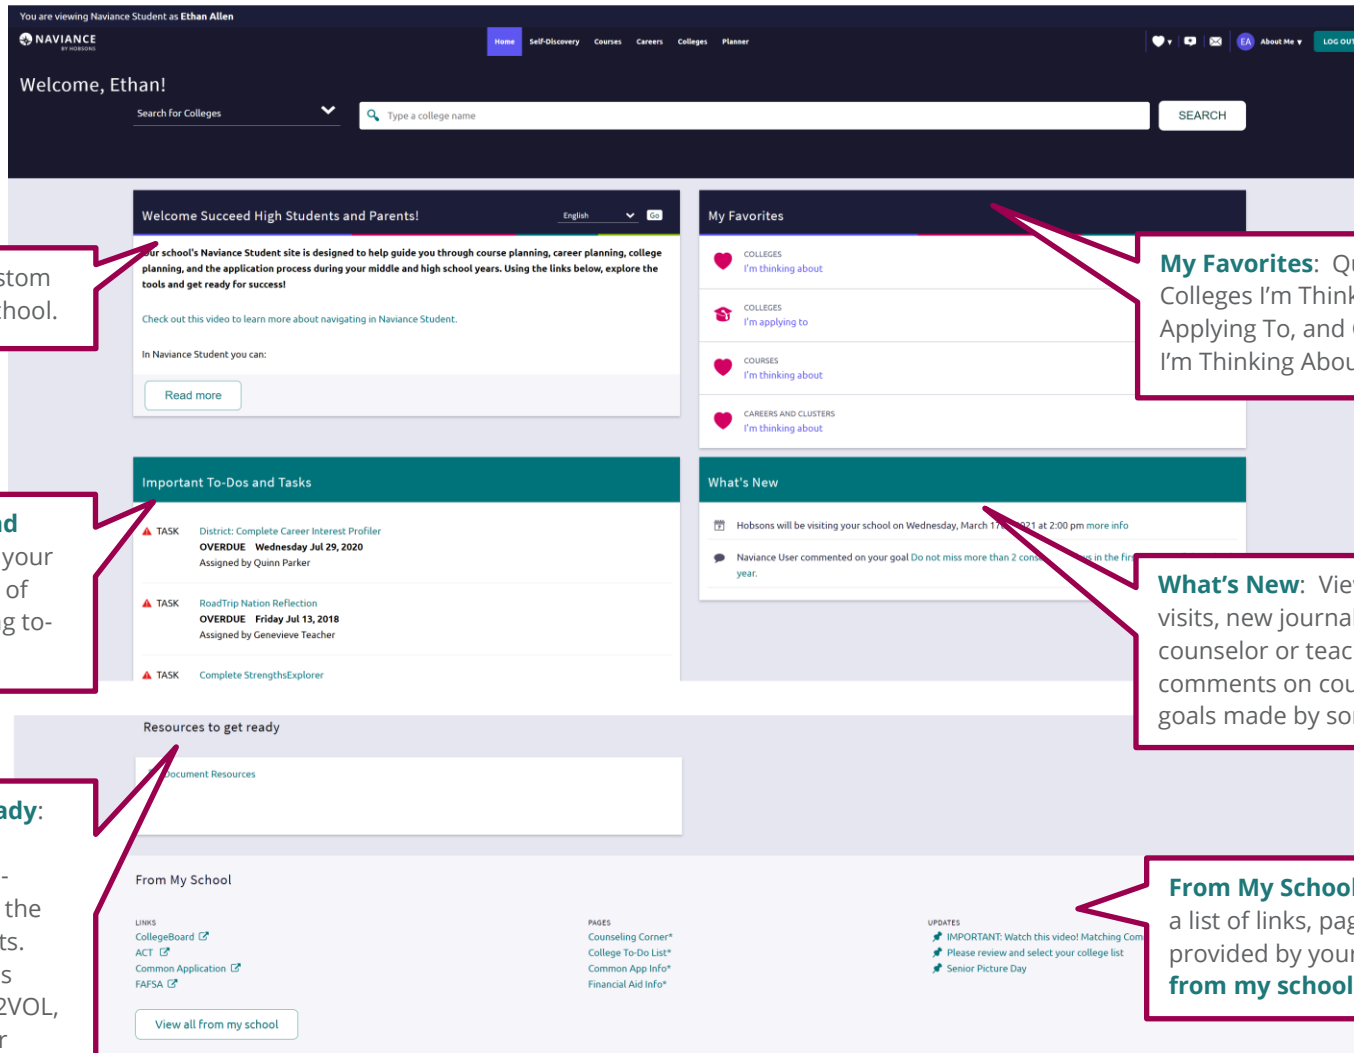 You are viewing Naviance Student as Ethan Allen
NAVIANCE
BY HOBSONS
Home Self-Discovery Courses Careers Colleges Planner
EA About Me LOG OUT
Welcome, Ethan!
Search for Colleges
Type a college name
SEARCH
Welcome Succeed High Students and Parents!
English
Go
Our school's Naviance Student site is designed to help guide you through course planning, career planning, college
planning, and the application process during your middle and high school years. Using the links below, explore the
tools and get ready for success!
Check out this video to learn more about navigating in Naviance Student.
In Naviance Student you can:
Read more
My Favorites
COLLEGES
I'm thinking about
COLLEGES
I'm applying to
COURSES
I'm thinking about
CAREERS AND CLUSTERS
I'm thinking about
stom
hool.
My Favorites: Qu
Colleges I'm Think
Applying To, and
I'm Thinking Abou
Important To-Dos and Tasks
TASK District: Complete Career Interest Profiler
OVERDUE Wednesday Jul 29, 2020
Assigned by Quinn Parker
TASK RoadTrip Nation Reflection
OVERDUE Friday Jul 13, 2018
Assigned by Genevieve Teacher
TASK Complete StrengthsExplorer
What's New
Hobsons will be visiting your school on Wednesday, March 17 2021 at 2:00 pm more info
Naviance User commented on your goal Do not miss more than 2 cons s in the firs
year.
d
your
of
g to-
What's New: Vie
visits, new journal
counselor or teac
comments on cou
goals made by so
Resources to get ready
Document Resources
ady:
-
the
ts.
s
2VOL,
r
From My School
LINKS
CollegeBoard
ACT
Common Application
FAFSA
PAGES
Counseling Corner*
College To-Do List*
Common App Info*
Financial Aid Info*
UPDATES
IMPORTANT: Watch this video! Matching Com
Please review and select your college list
Senior Picture Day
View all from my school
From My School
a list of links, pag
provided by your
from my school